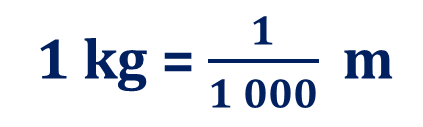 1 kg = 1/1 000 m